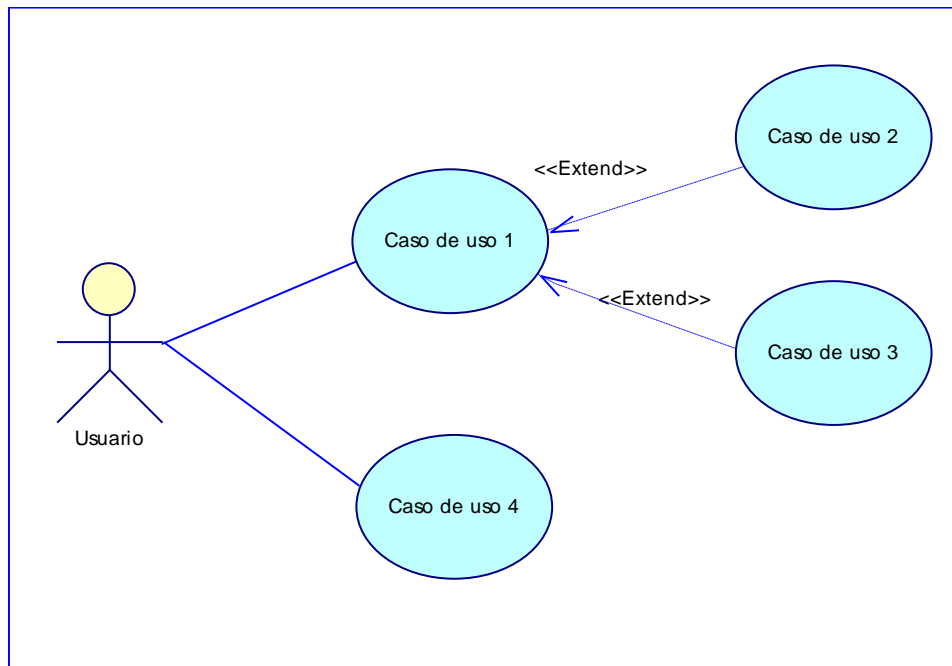 Caso de uso 2
<<Extend>>
Caso de uso 1
<<Extend>>
Caso de uso 3
Usuario
Caso de uso 4